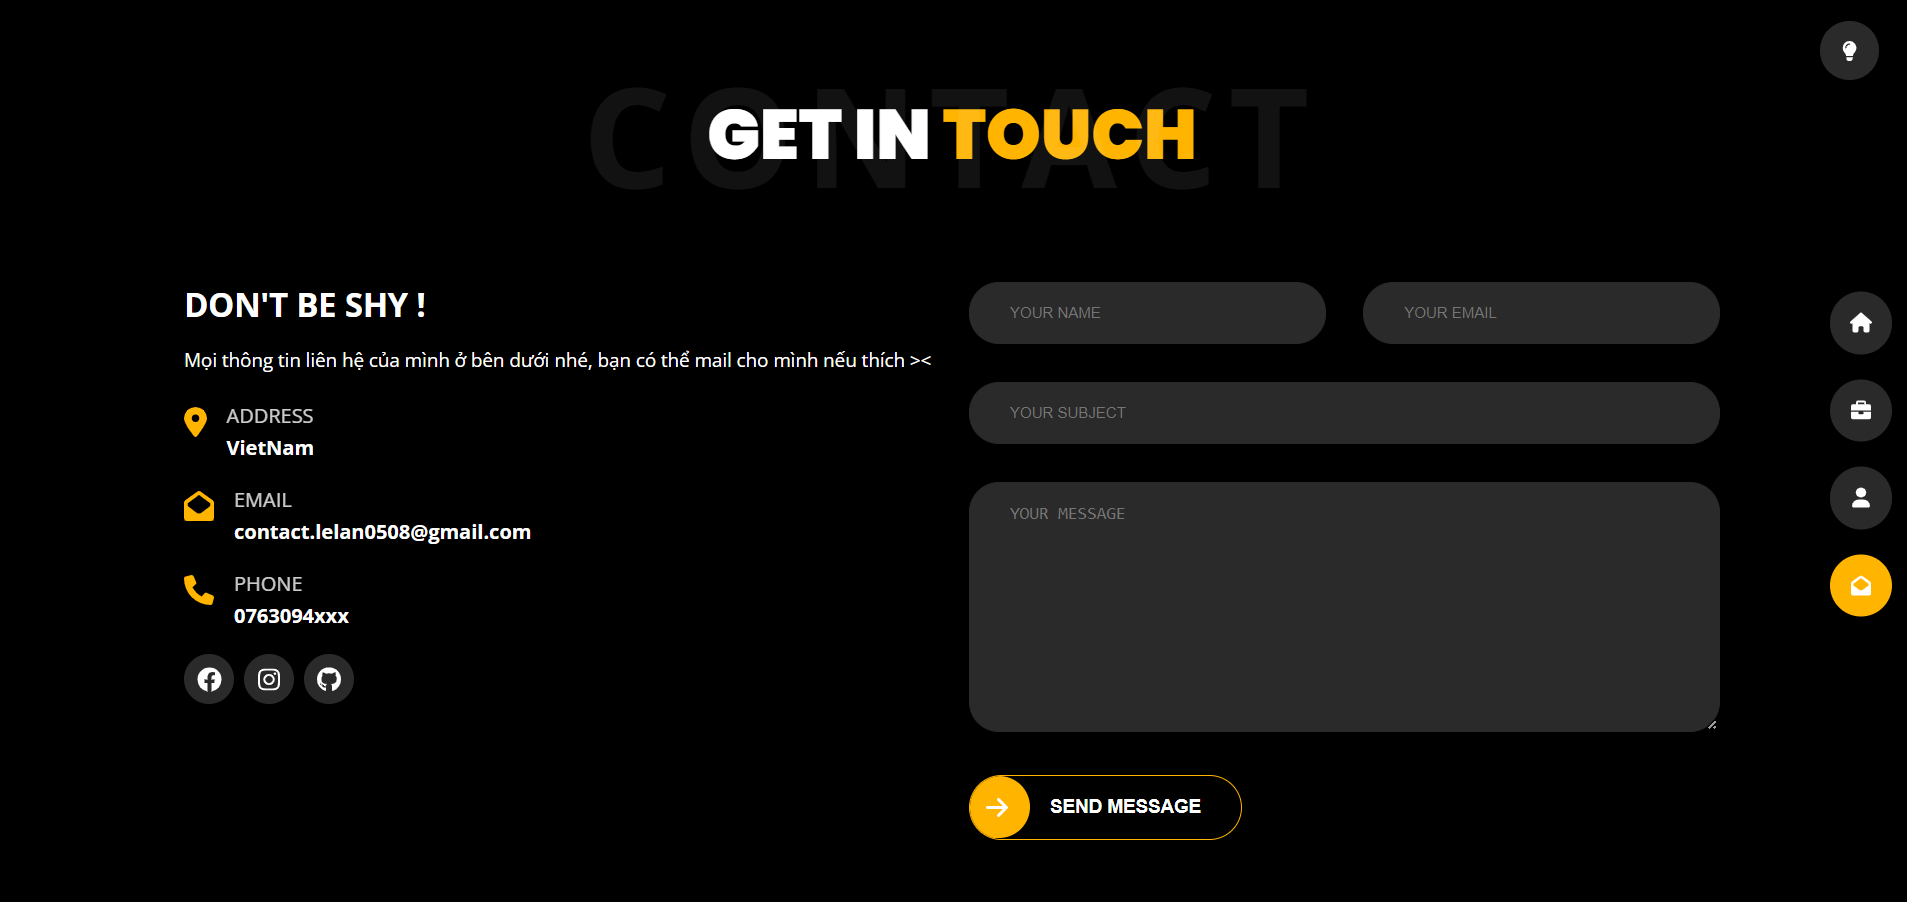 CONTACT
GET IN TOUCH
DON'T BE SHY !
Mọi thông tin liên hệ của mình ở bên dưới nhé, bạn có thể mail cho mình nếu thích ><
ADDRESS
VietNam
EMAIL
contact.lelan0508@gmail.com
PHONE
0763094xxx
YOUR NAME
YOUR EMAIL
YOUR SUBJECT
YOUR MESSAGE
SEND MESSAGE